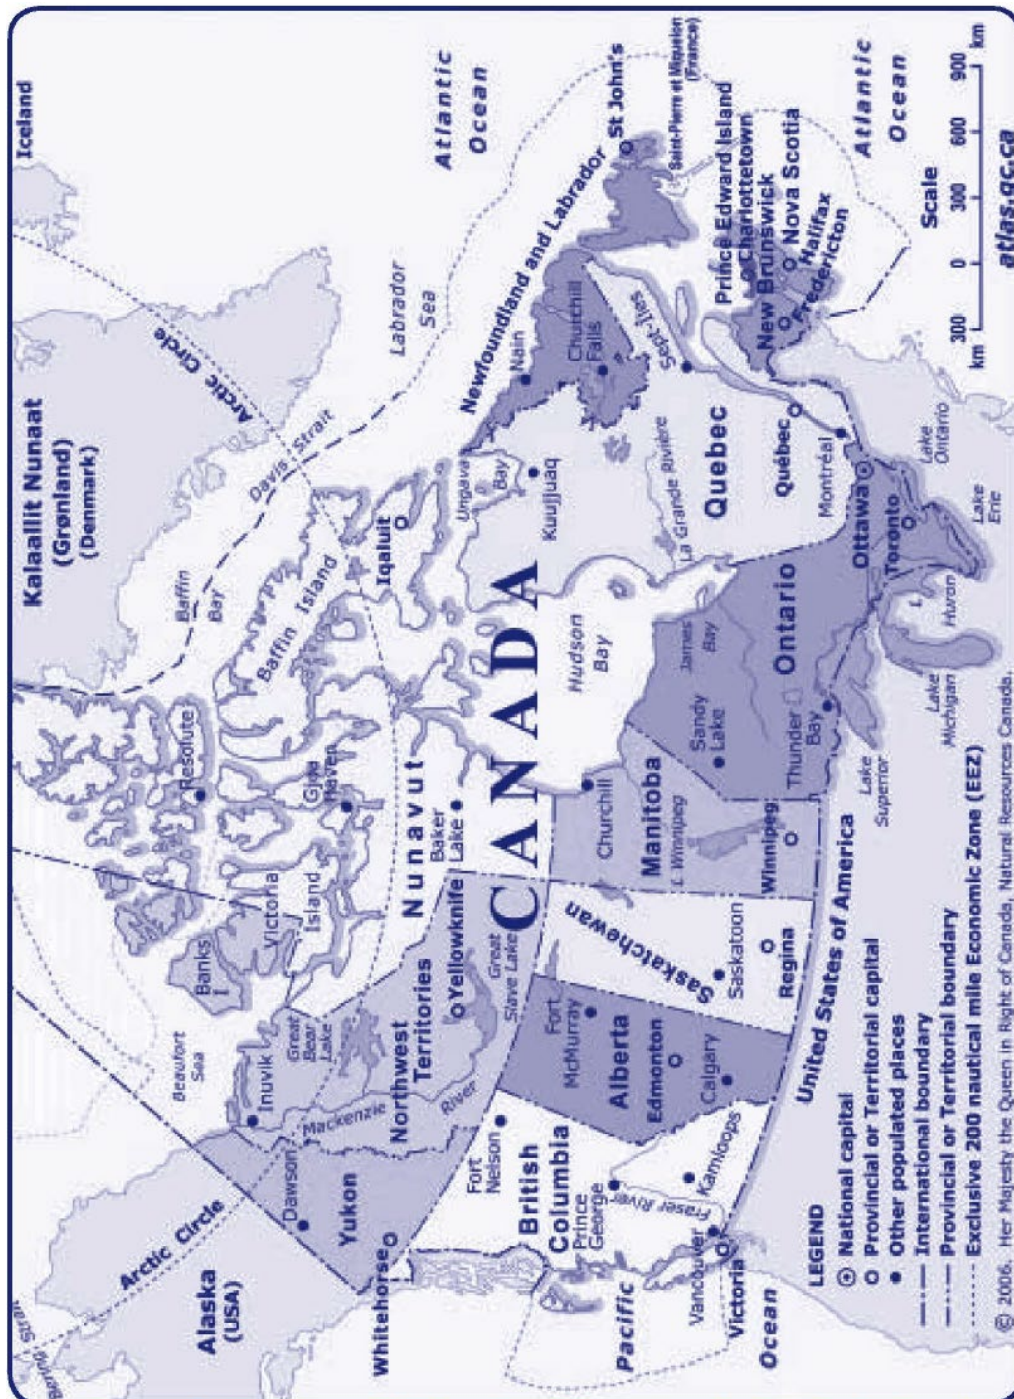 Iceland
Kalaallit Nunaat
(Grønland)
(Denmark)
Arctic Circle
Davis Strait
Baffin
Bay
Labrador
Sea
Atlantic
Ocean
Bering Strait
Alaska
(USA)
Arctic Circle
Beaufort
Sea
Banks
I
Victoria
Island
Resolute
Gjoa
Haven
Baffin Island
Iqaluit
Inuvik
Great
Bear
Lake
Dawson
Yukon
Whitehorse
Mackenzie
River
Northwest
Territories
Yellowknife
Great
Slave Lake
Nunavut
Baker
Lake
CANADA
Ungava
Bay
Kuujjuaq
Hudson
Bay
Nain
Newfoundland and Labrador
Churchill
Falls
St John's
Saint-Pierre et Miquelon
(France)
Fort
Nelson
British
Columbia
Prince
George
Fraser River
Kamloops
Vancouver
Victoria
Pacific
Ocean
Fort
McMurray
Alberta
Edmonton
Calgary
Saskatchewan
Saskatoon
Regina
Churchill
Manitoba
L. Winnipeg
Winnipeg
James
Bay
Sandy
Lake
Ontario
Thunder
Bay
Ottawa
Toronto
La Grande Rivière
Quebec
Québec
Montréal
Sept-Iles
Prince Edward Island
Charlottetown
New Brunswick
Nova Scotia
Halifax
Fredericton
Atlantic
Ocean
Lake
Superior
Lake
Michigan
L.
Huron
Lake
Erie
Lake
Ontario
United States of America
LEGEND
National capital
Provincial or Territorial capital
Other populated places
International boundary
Provincial or Territorial boundary
Exclusive 200 nautical mile Economic Zone (EEZ)
Scale
km 300 0 300 600 900 km
© 2006. Her Majesty the Queen in Right of Canada, Natural Resources Canada.
atlas.gc.ca